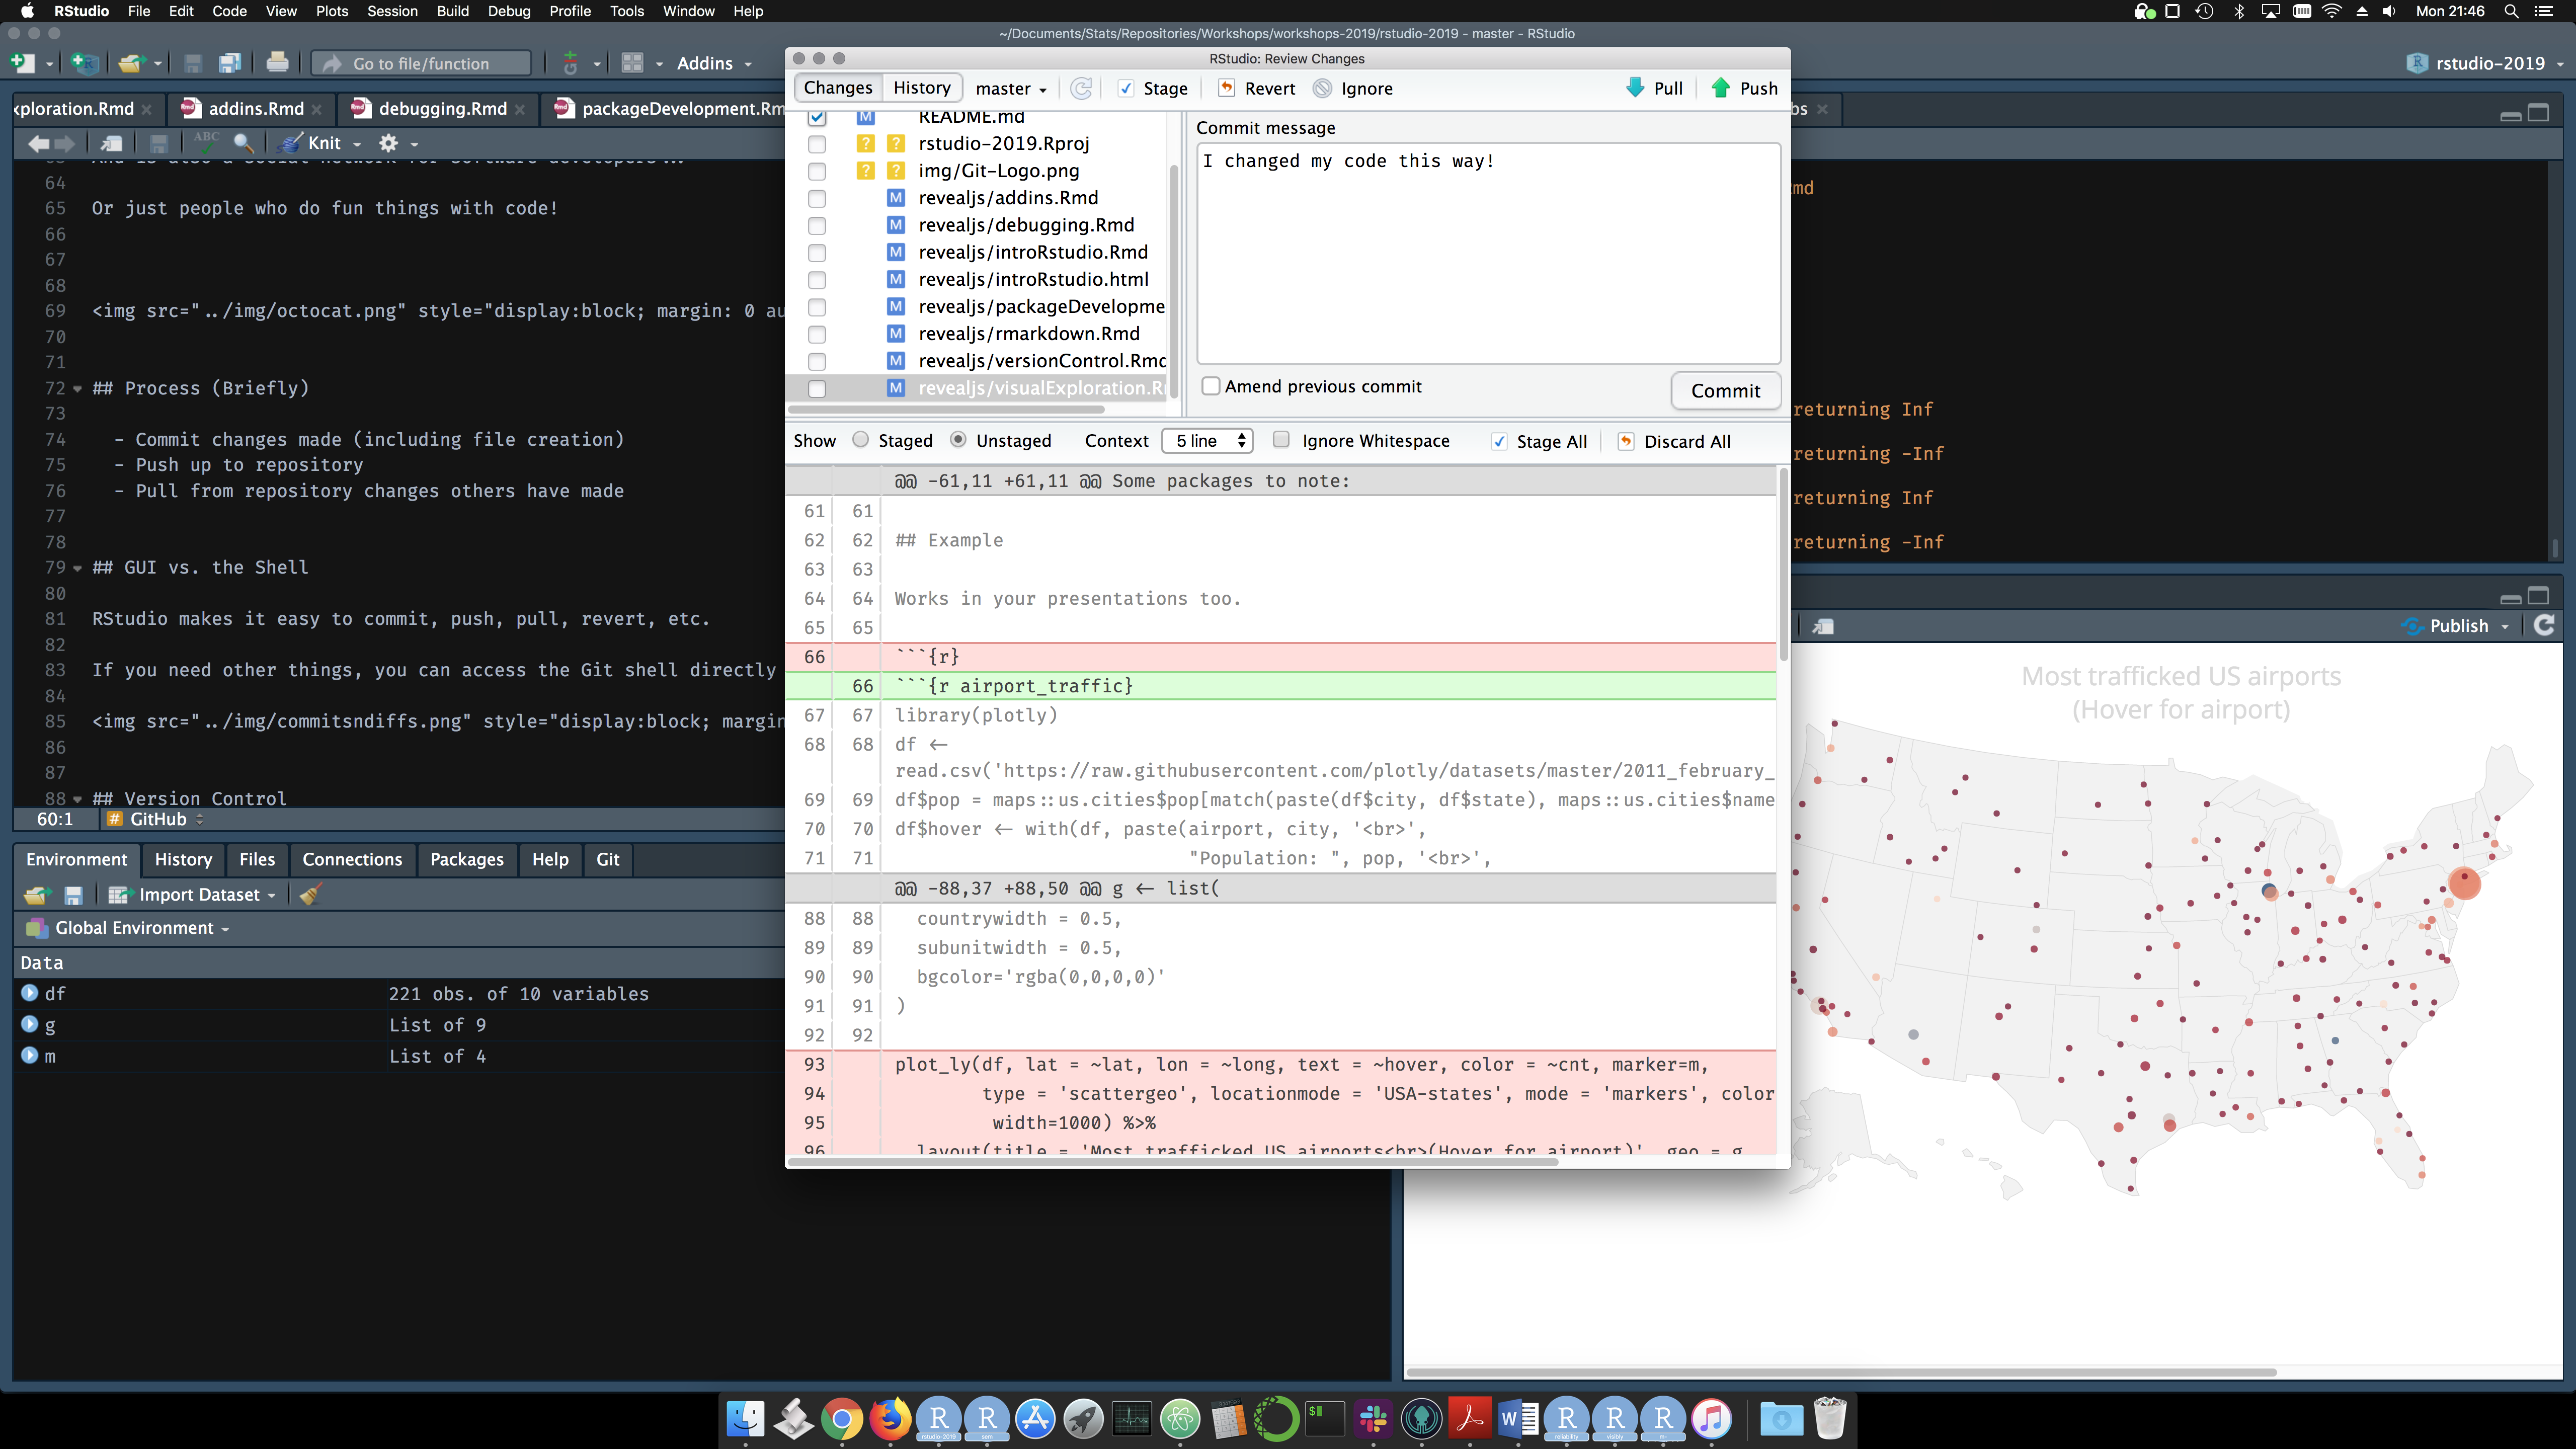 RStudio File Edit Code View Plots Session Build Debug Profile Tools Window Help
Mon 21:46
~/Documents/Stats/Repositories/Workshops/workshops-2019/rstudio-2019 - master - RStudio
Go to file/function
Addins
rstudio-2019
xploration.Rmd
addins.Rmd
debugging.Rmd
packageDevelopment.Rm
ABC
Knit
64
65 Or just people who do fun things with code!
66
67
68
69 <img src="../img/octocat.png" style="display:block; margin: 0 au
70
71
72 ## Process (Briefly)
73
74 - Commit changes made (including file creation)
75 - Push up to repository
76 - Pull from repository changes others have made
77
78
79 ## GUI vs. the Shell
80
81 RStudio makes it easy to commit, push, pull, revert, etc.
82
83 If you need other things, you can access the Git shell directly
84
85 <img src="../img/commitsndiffs.png" style="display:block; margin
86
87
88 ## Version Control
60:1 # GitHub
Environment History Files Connections Packages Help Git
Import Dataset
Global Environment
Data
df 221 obs. of 10 variables
g List of 9
m List of 4
RStudio: Review Changes
Changes History master Stage Revert Ignore Pull Push
M README.md
? ? rstudio-2019.Rproj
? ? img/Git-Logo.png
M revealjs/addins.Rmd
M revealjs/debugging.Rmd
M revealjs/introRstudio.Rmd
M revealjs/introRstudio.html
M revealjs/packageDevelopme
M revealjs/rmarkdown.Rmd
M revealjs/versionControl.Rmd
M revealjs/visualExploration.R
Commit message
I changed my code this way!
Amend previous commit
Commit
Show Staged Unstaged Context 5 line Ignore Whitespace Stage All Discard All
@@ -61,11 +61,11 @@ Some packages to note:
61 61
62 62 ## Example
63 63
64 64 Works in your presentations too.
65 65
66 ```{r}
66 ```{r airport_traffic}
67 67 library(plotly)
68 68 df <-
read.csv('https://raw.githubusercontent.com/plotly/datasets/master/2011_february_
69 69 df$pop = maps::us.cities$pop[match(paste(df$city, df$state), maps::us.cities$name
70 70 df$hover <- with(df, paste(airport, city, '<br>',
71 71 "Population: ", pop, '<br>',
@@ -88,37 +88,50 @@ g <- list(
88 88 countrywidth = 0.5,
89 89 subunitwidth = 0.5,
90 90 bgcolor='rgba(0,0,0,0)'
91 91 )
92 92
93 plot_ly(df, lat = ~lat, lon = ~long, text = ~hover, color = ~cnt, marker=m,
94 type = 'scattergeo', locationmode = 'USA-states', mode = 'markers', color
95 width=1000) %>%
96 layout(title = 'Most trafficked US airports<br>(Hover for airport)', geo = g
bs
md
returning Inf
returning -Inf
returning Inf
returning -Inf
Publish
Most trafficked US airports
(Hover for airport)